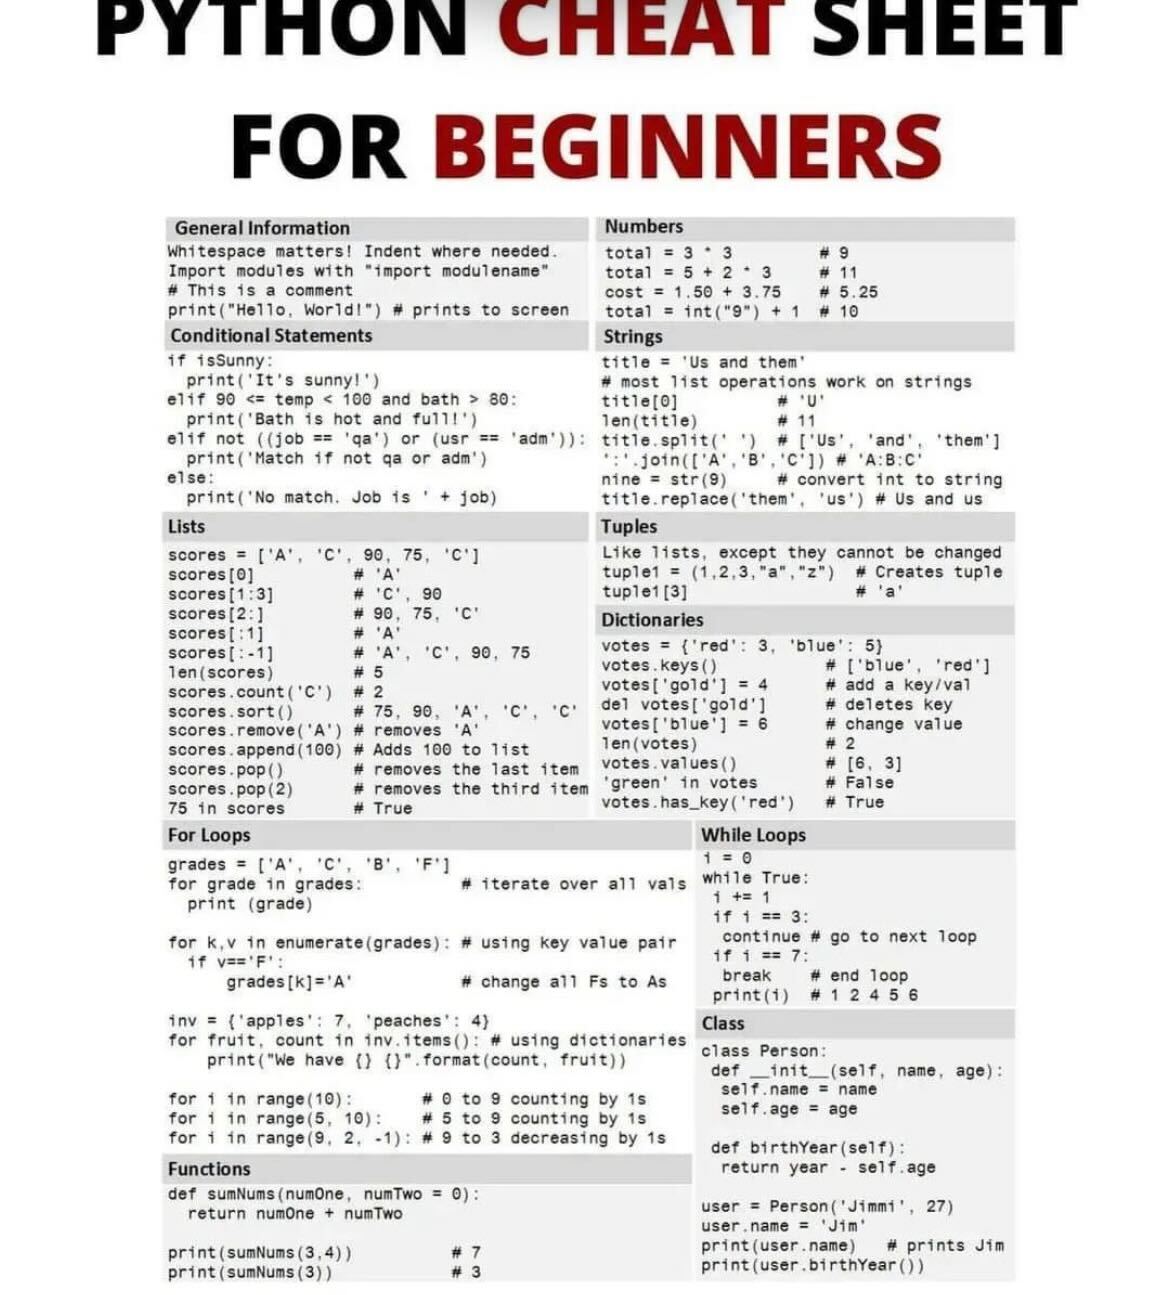 PYTHON CHEAT SHEET
FOR BEGINNERS
General Information
Whitespace matters! Indent where needed.
Import modules with "import modulename"
# This is a comment
print("Hello, World!") # prints to screen
Conditional Statements
if isSunny:
  print('It's sunny!')
elif 90 <= temp < 100 and bath > 80:
  print('Bath is hot and full!')
elif not ((job == 'qa') or (usr == 'adm')):
  print('Match if not qa or adm')
else:
  print('No match. Job is ' + job)
Lists
scores = ['A', 'C', 90, 75, 'C']
scores[0]          # 'A'
scores[1:3]        # 'C', 90
scores[2:]         # 90, 75, 'C'
scores[:1]         # 'A'
scores[:-1]        # 'A', 'C', 90, 75
len(scores)        # 5
scores.count('C')  # 2
scores.sort()      # 75, 90, 'A', 'C', 'C'
scores.remove('A') # removes 'A'
scores.append(100) # Adds 100 to list
scores.pop()       # removes the last item
scores.pop(2)      # removes the third item
75 in scores       # True
Numbers
total = 3 * 3         # 9
total = 5 + 2 * 3     # 11
cost = 1.50 + 3.75    # 5.25
total = int("9") + 1  # 10
Strings
title = 'Us and them'
# most list operations work on strings
title[0]          # 'U'
len(title)        # 11
title.split(' ')  # ['Us', 'and', 'them']
':'.join(['A','B','C']) # 'A:B:C'
nine = str(9)     # convert int to string
title.replace('them', 'us') # Us and us
Tuples
Like lists, except they cannot be changed
tuple1 = (1,2,3,"a","z")  # Creates tuple
tuple1[3]                 # 'a'
Dictionaries
votes = {'red': 3, 'blue': 5}
votes.keys()           # ['blue', 'red']
votes['gold'] = 4      # add a key/val
del votes['gold']      # deletes key
votes['blue'] = 6      # change value
len(votes)             # 2
votes.values()         # [6, 3]
'green' in votes       # False
votes.has_key('red')   # True
For Loops
grades = ['A', 'C', 'B', 'F']
for grade in grades:          # iterate over all vals
  print (grade)
for k,v in enumerate(grades): # using key value pair
  if v=='F':
      grades[k]='A'           # change all Fs to As
inv = {'apples': 7, 'peaches': 4}
for fruit, count in inv.items(): # using dictionaries
    print("We have {} {}".format(count, fruit))
for i in range(10):       # 0 to 9 counting by 1s
for i in range(5, 10):    # 5 to 9 counting by 1s
for i in range(9, 2, -1): # 9 to 3 decreasing by 1s
Functions
def sumNums(numOne, numTwo = 0):
  return numOne + numTwo
print(sumNums(3,4))          # 7
print(sumNums(3))            # 3
While Loops
i = 0
while True:
 i += 1
 if i == 3:
  continue # go to next loop
 if i == 7:
  break    # end loop
 print(i)  # 1 2 4 5 6
Class
class Person:
 def __init__(self, name, age):
  self.name = name
  self.age = age
 def birthYear(self):
  return year - self.age
user = Person('Jimmi', 27)
user.name = 'Jim'
print(user.name)   # prints Jim
print(user.birthYear())